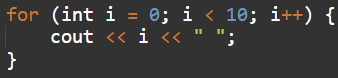 for (int i = 0; i < 10; i++) {
    cout << i << " ";
}